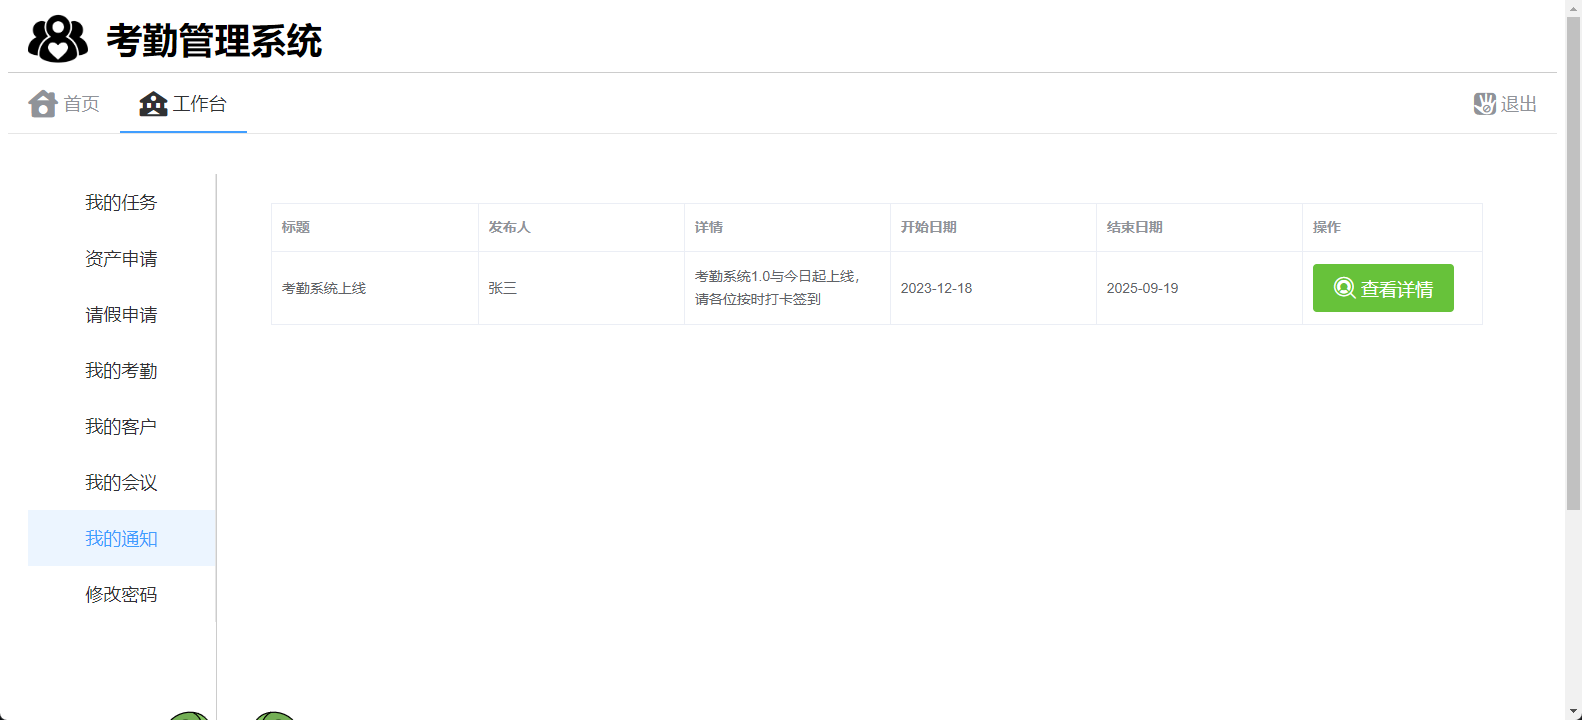 考勤管理系统
首页
工作台
退出
我的任务
资产申请
请假申请
我的考勤
我的客户
我的会议
我的通知
修改密码
标题 发布人 详情 开始日期 结束日期 操作
考勤系统上线 张三 考勤系统1.0与今日起上线， 2023-12-18 2025-09-19 查看详情
请各位按时打卡签到